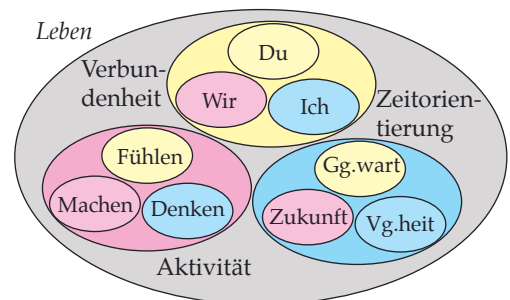 Leben
Verbun-
denheit
Du
Wir
Ich
Zeitorien-
tierung
Fühlen
Machen
Denken
Aktivität
Gg.wart
Zukunft
Vg.heit